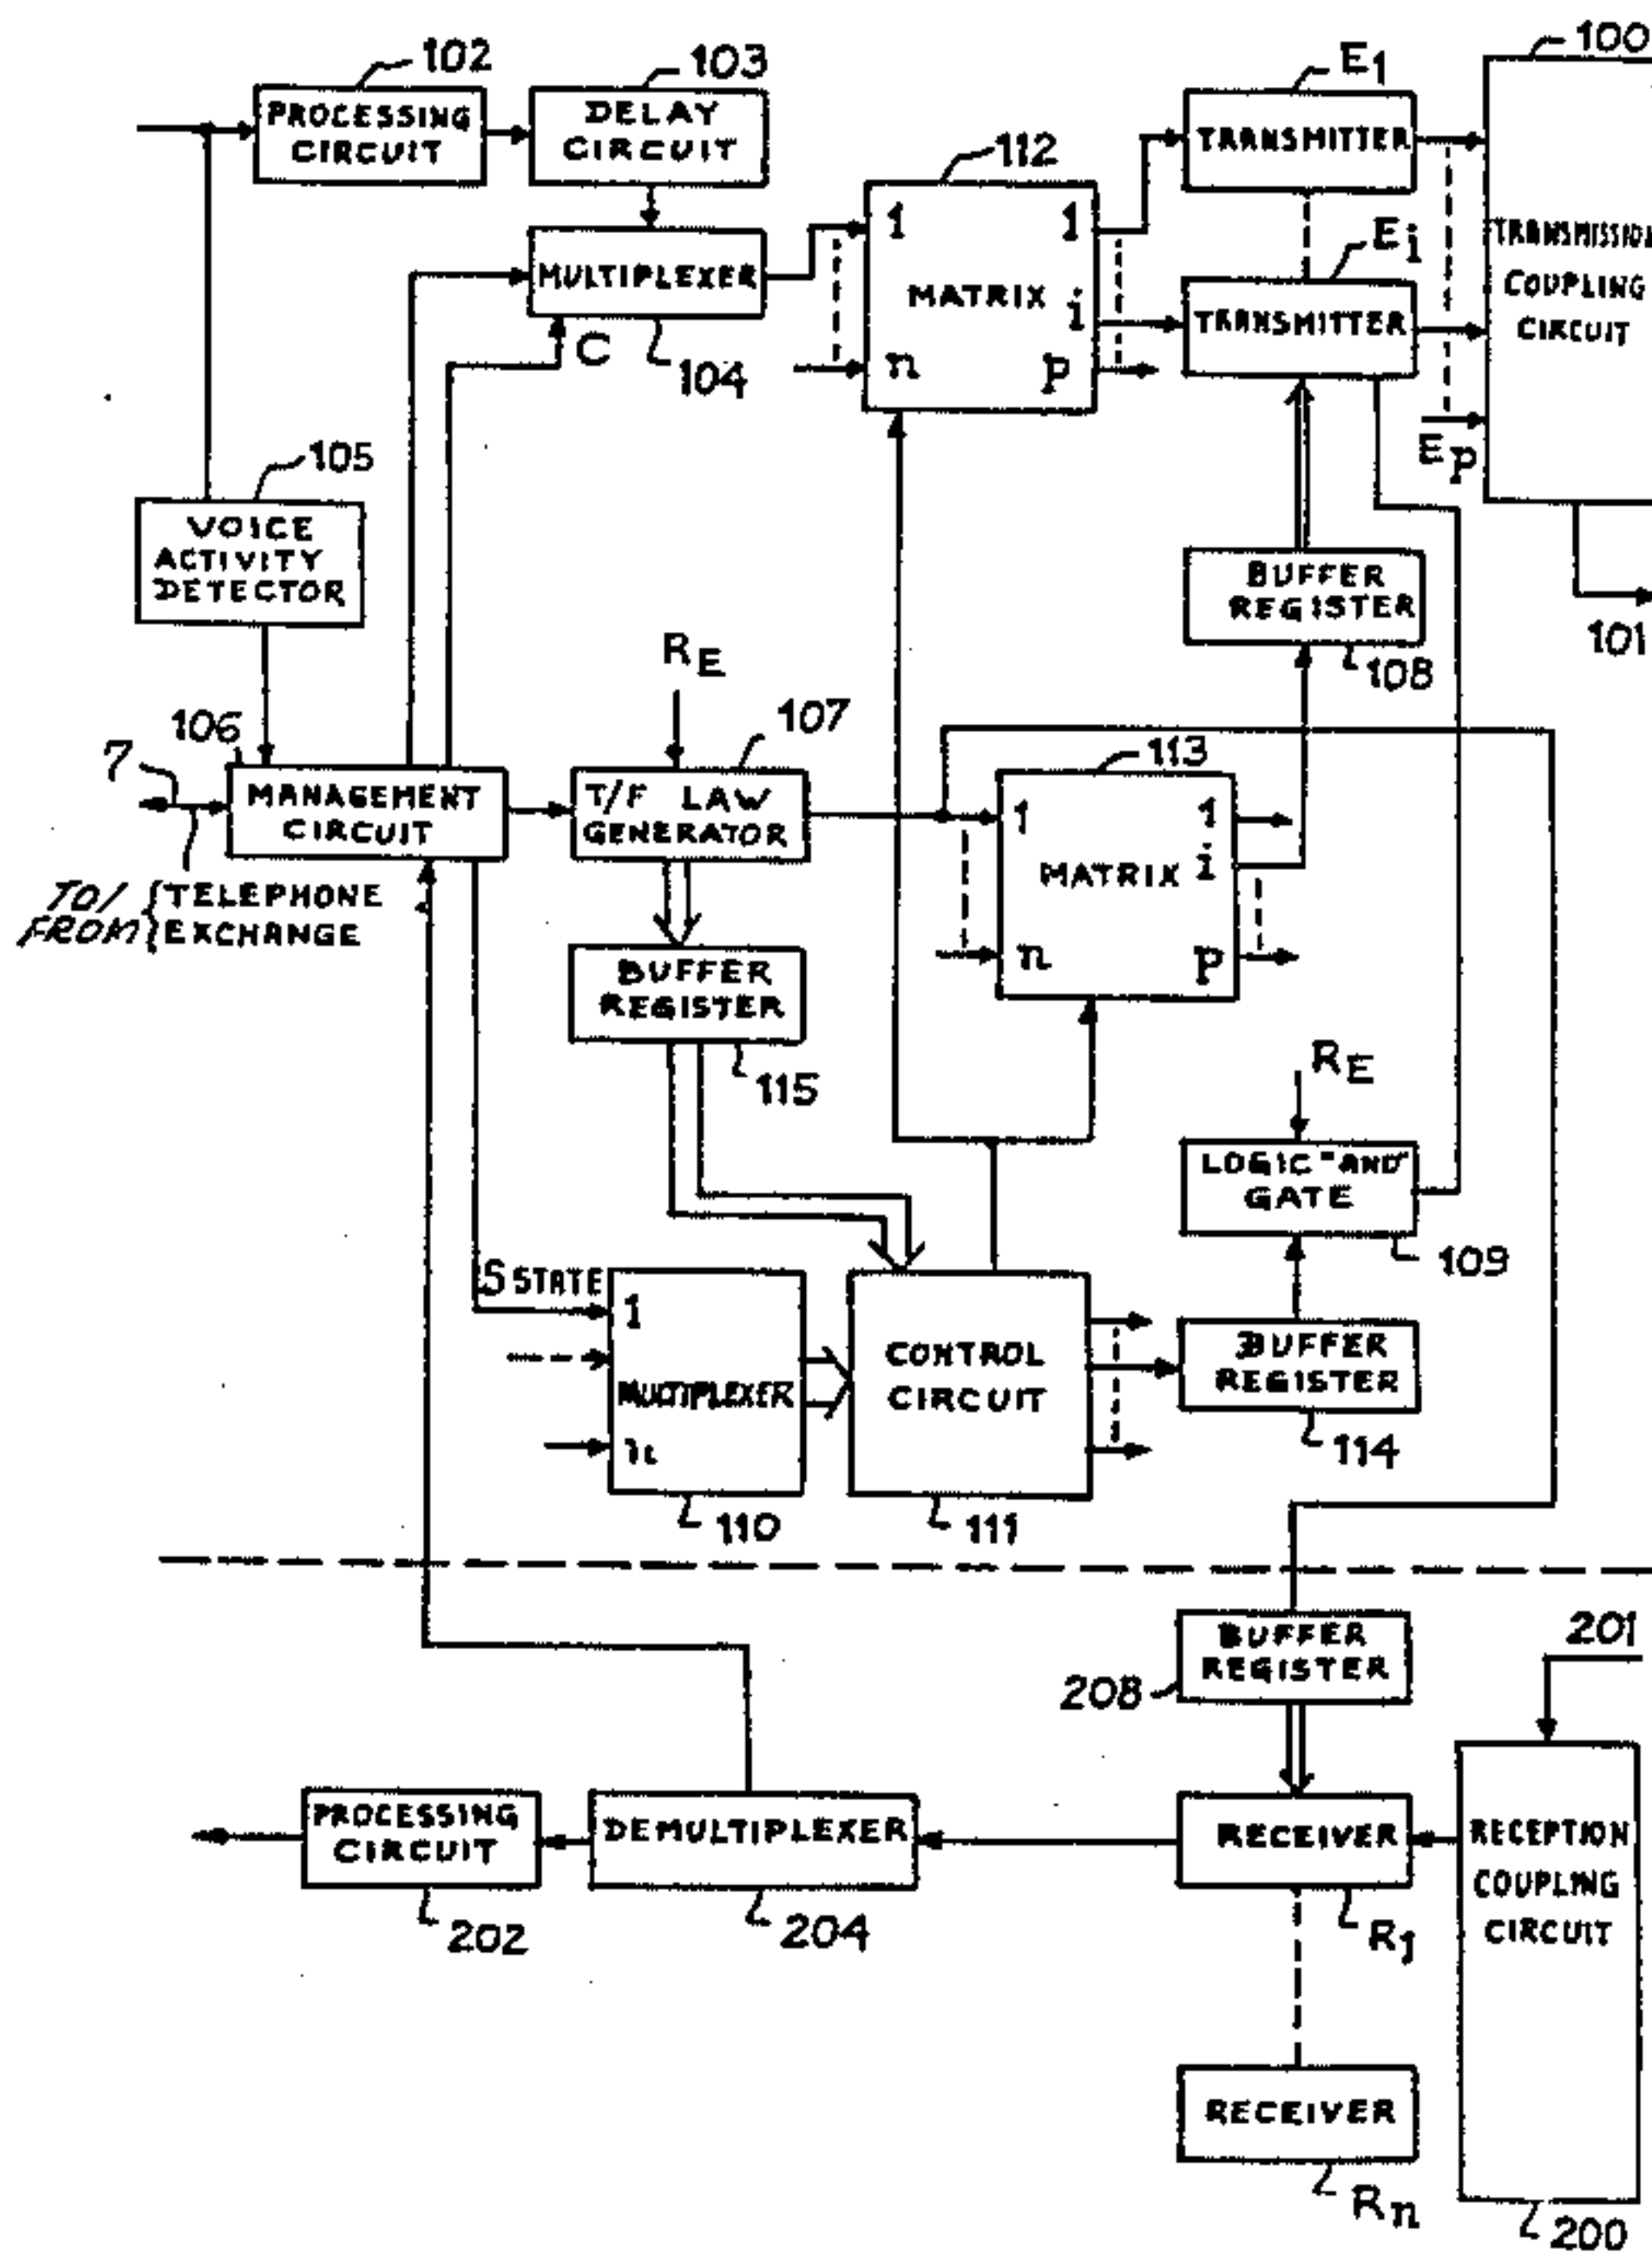 102
103
E1
100
PROCESSING
CIRCUIT
DELAY
CIRCUIT
112
TRANSMITTER
1
1
Ei
TRANSMISSION
COUPLING
CIRCUIT
MULTIPLEXER
MATRIX
i
TRANSMITTER
C
104
n
p
Ep
105
VOICE
ACTIVITY
DETECTOR
BUFFER
REGISTER
101
RE
108
106
107
7
113
MANAGEMENT
CIRCUIT
T/F LAW
GENERATOR
1
1
MATRIX
i
TO/
FROM
TELEPHONE
EXCHANGE
n
p
BUFFER
REGISTER
RE
115
LOGIC "AND"
GATE
109
S STATE
1
CONTROL
CIRCUIT
BUFFER
REGISTER
MULTIPLEXER
n
114
110
111
BUFFER
REGISTER
201
208
PROCESSING
CIRCUIT
DEMULTIPLEXER
RECEIVER
RECEPTION
COUPLING
CIRCUIT
202
204
R1
RECEIVER
Rn
200